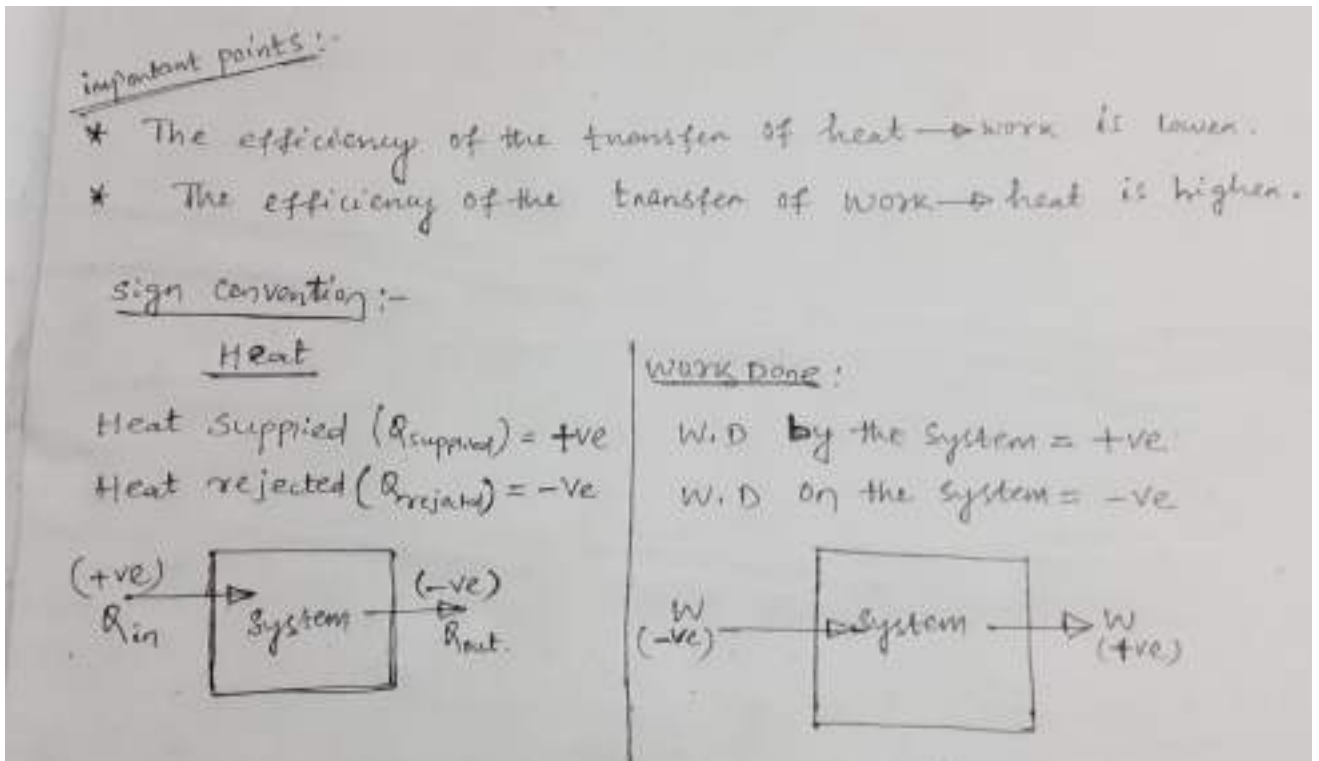 important points:-
* The efficiency of the transfer of heat → work is lower.
* The efficiency of the transfer of work → heat is higher.
Sign Convention:-
Heat
Heat Supplied (Qsupplied) = +ve
Heat rejected (Qrejected) = -ve
(+ve)
Qin
System
(-ve)
Qout.
Work Done:
W.D by the System = +ve
W.D on the system = -ve
W
(-ve)
System
W
(+ve)